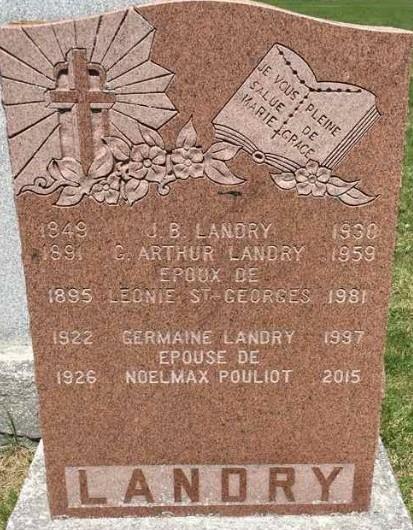 JE VOUS PLEINE
SALUE DE
MARIE GRACE
1849 J.B. LANDRY 1930
1891 C. ARTHUR LANDRY 1959
EPOUX DE
1895 LEONIE ST-GEORGES 1981
1922 GERMAINE LANDRY 1997
EPOUSE DE
1926 NOELMAX POULIOT 2015
LANDRY